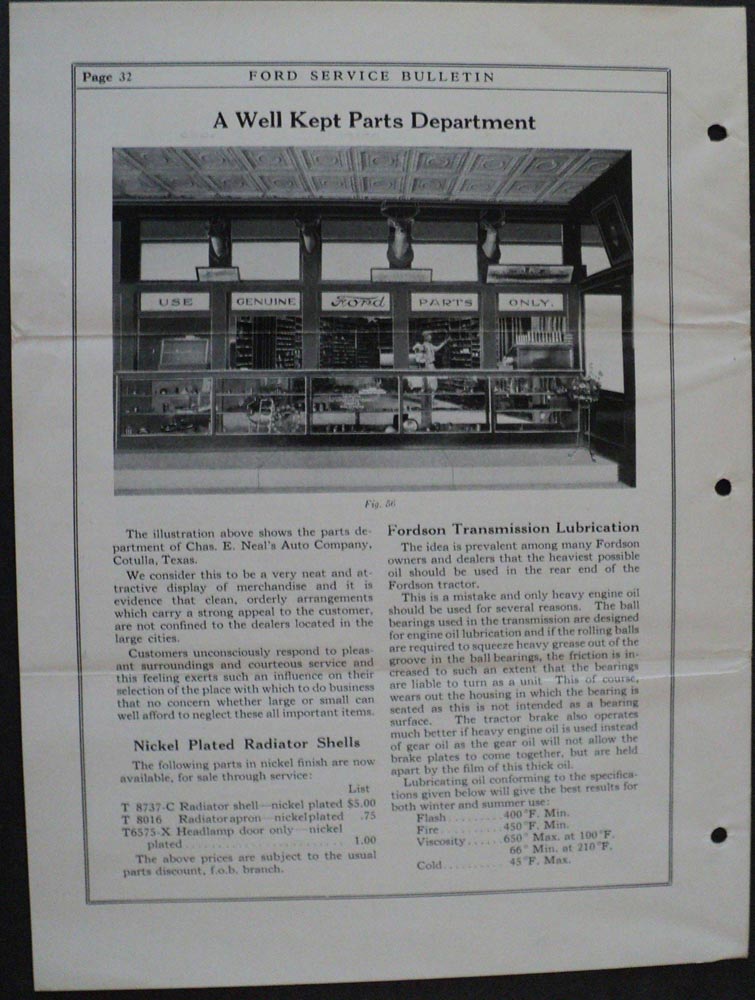 Page 32
FORD SERVICE BULLETIN
A Well Kept Parts Department
USE
GENUINE
Ford
PARTS
ONLY.
Fig. 86
The illustration above shows the parts de-
partment of Chas. E. Neal's Auto Company,
Cotulla, Texas.
We consider this to be a very neat and at-
tractive display of merchandise and it is
evidence that clean, orderly arrangements
which carry a strong appeal to the customer,
are not confined to the dealers located in the
large cities.
Customers unconsciously respond to pleas-
ant surroundings and courteous service and
this feeling exerts such an influence on their
selection of the place with which to do business
that no concern whether large or small can
well afford to neglect these all important items.
Nickel Plated Radiator Shells
The following parts in nickel finish are now
available, for sale through service:
List
T 8737-C Radiator shell—nickel plated $5.00
T 8016 Radiator apron—nickel plated .75
T6575-X Headlamp door only—nickel
plated.......................... 1.00
The above prices are subject to the usual
parts discount, f.o.b. branch.
Fordson Transmission Lubrication
The idea is prevalent among many Fordson
owners and dealers that the heaviest possible
oil should be used in the rear end of the
Fordson tractor.
This is a mistake and only heavy engine oil
should be used for several reasons. The ball
bearings used in the transmission are designed
for engine oil lubrication and if the rolling balls
are required to squeeze heavy grease out of the
groove in the ball bearings, the friction is in-
creased to such an extent that the bearings
are liable to turn as a unit. This of course,
wears out the housing in which the bearing is
seated as this is not intended as a bearing
surface. The tractor brake also operates
much better if heavy engine oil is used instead
of gear oil as the gear oil will not allow the
brake plates to come together, but are held
apart by the film of this thick oil.
Lubricating oil conforming to the specifica-
tions given below will give the best results for
both winter and summer use:
Flash.........400°F. Min.
Fire..........450°F. Min.
Viscosity......650" Max. at 100°F.
66" Min. at 210°F.
Cold..........45°F. Max.